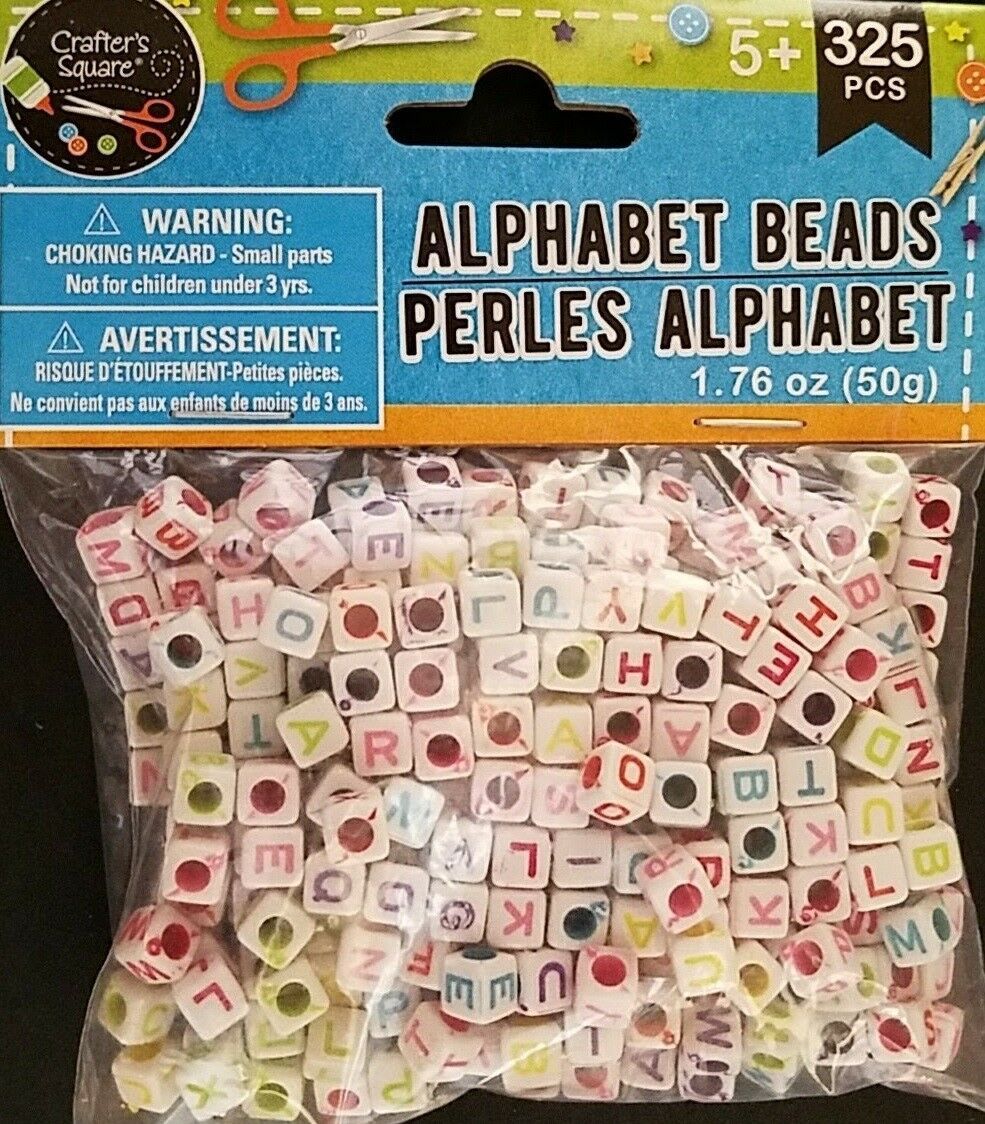 Crafter's
Square®
5+
325
PCS
⚠ WARNING:
CHOKING HAZARD - Small parts
Not for children under 3 yrs.
⚠ AVERTISSEMENT:
RISQUE D'ÉTOUFFEMENT-Petites pièces.
Ne convient pas aux enfants de moins de 3 ans.
ALPHABET BEADS
PERLES ALPHABET
1.76 oz (50g)